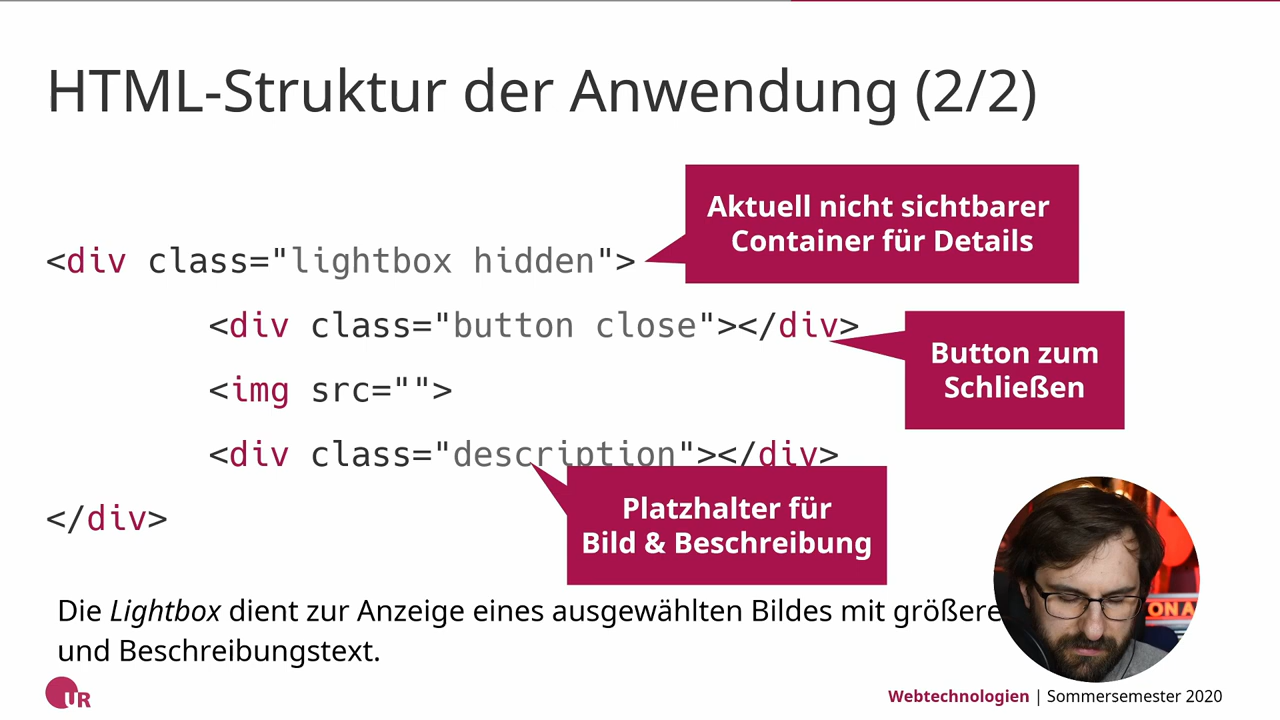 HTML-Struktur der Anwendung (2/2)
Aktuell nicht sichtbarer
Container für Details
<div class="lightbox hidden">
<div class="button close"></div>
Button zum
Schließen
<img src="">
<div class="description"></div>
Platzhalter für
Bild & Beschreibung
</div>
Die Lightbox dient zur Anzeige eines ausgewählten Bildes mit
und Beschreibungstext.
UR
Webtechnologien | Sommersemester 2020